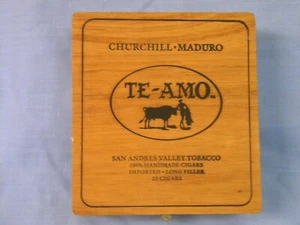 CHURCHILL • MADURO
TE-AMO
SAN ANDRES VALLEY TOBACCO
100% HANDMADE CIGARS
IMPORTED • LONG FILLER
25 CIGARS